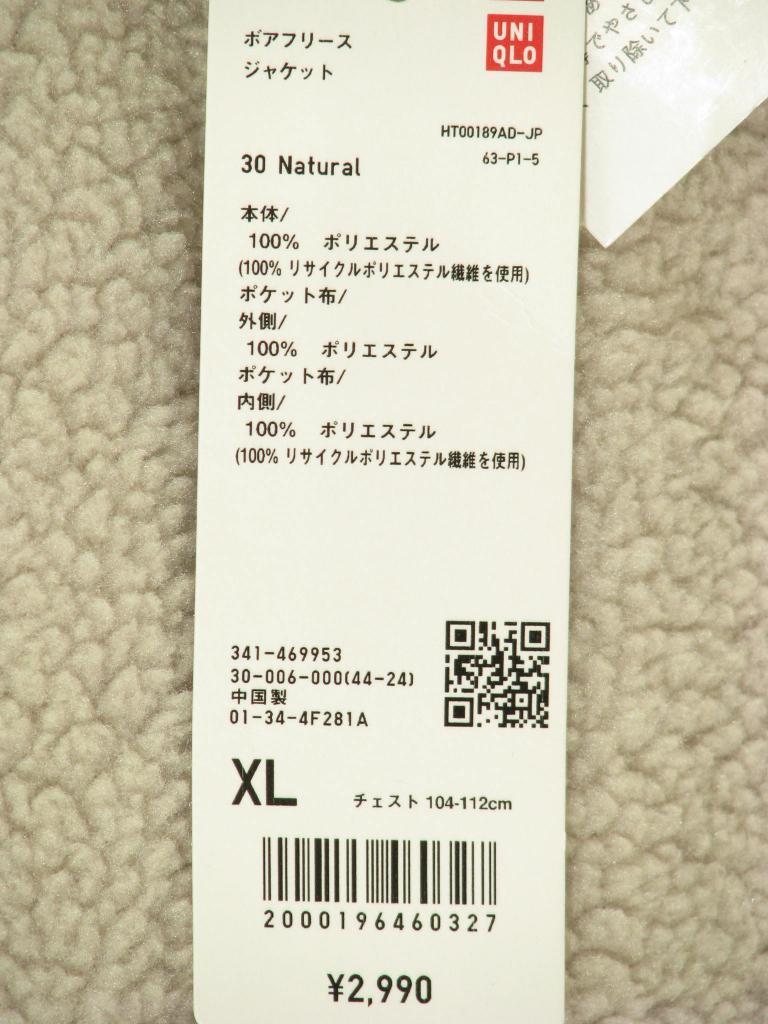 ボアフリース
ジャケット
UNI
QLO
HT00189AD-JP
63-P1-5
30 Natural
本体/
100% ポリエステル
(100% リサイクルポリエステル繊維を使用)
ポケット布/
外側/
100% ポリエステル
ポケット布/
内側/
100% ポリエステル
(100% リサイクルポリエステル繊維を使用)
341-469953
30-006-000(44-24)
中国製
01-34-4F281A
XL
チェスト 104-112cm
2000196460327
¥2,990
でやさし
取り除いて下